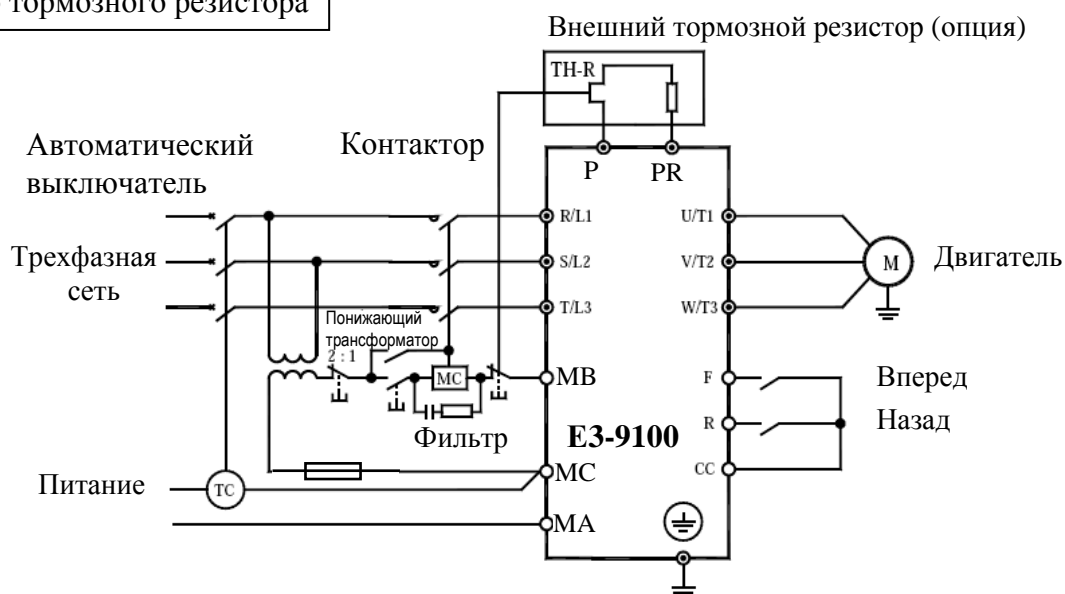 тормозного резистора
Внешний тормозной резистор (опция)
TH-R
Автоматический
выключатель
Контактор
P
PR
R/L1
U/T1
Трехфазная
сеть
S/L2
V/T2
M
Двигатель
T/L3
W/T3
Понижающий
трансформатор
2 : 1
MC
MB
F
Вперед
Фильтр
E3-9100
R
Назад
Питание
TC
MC
CC
MA